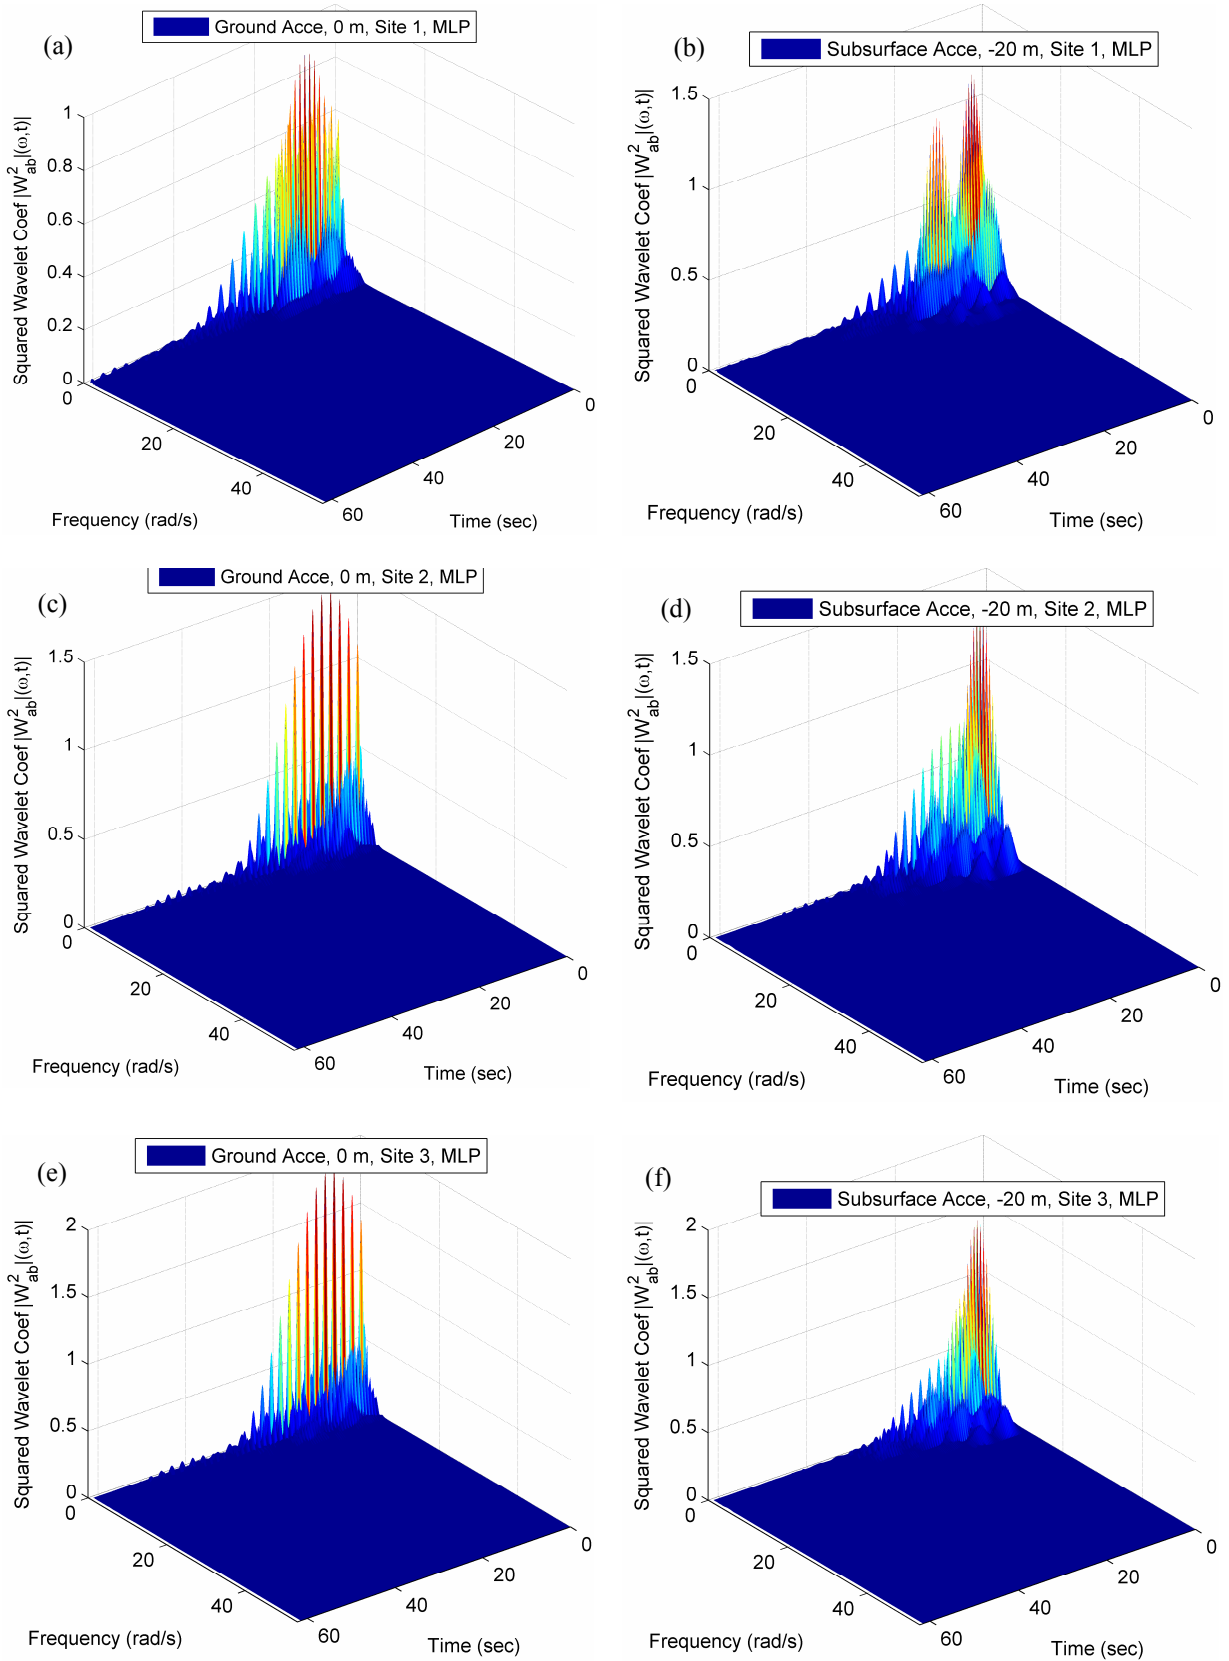 (a)
Ground Acce, 0 m, Site 1, MLP
Squared Wavelet Coef |W²ab|(ω,t)|
1
0.8
0.6
0.4
0.2
0
0
20
40
Frequency (rad/s)
60
40
20
0
Time (sec)
(b)
Subsurface Acce, -20 m, Site 1, MLP
Squared Wavelet Coef |W²ab|(ω,t)|
1.5
1
0.5
0
0
20
40
Frequency (rad/s)
60
40
20
0
Time (sec)
(c)
Ground Acce, 0 m, Site 2, MLP
Squared Wavelet Coef |W²ab|(ω,t)|
1.5
1
0.5
0
0
20
40
Frequency (rad/s)
60
40
20
0
Time (sec)
(d)
Subsurface Acce, -20 m, Site 2, MLP
Squared Wavelet Coef |W²ab|(ω,t)|
1.5
1
0.5
0
0
20
40
Frequency (rad/s)
60
40
20
0
Time (sec)
(e)
Ground Acce, 0 m, Site 3, MLP
Squared Wavelet Coef |W²ab|(ω,t)|
2
1.5
1
0.5
0
0
20
40
Frequency (rad/s)
60
40
20
0
Time (sec)
(f)
Subsurface Acce, -20 m, Site 3, MLP
Squared Wavelet Coef |W²ab|(ω,t)|
2
1.5
1
0.5
0
0
20
40
Frequency (rad/s)
60
40
20
0
Time (sec)